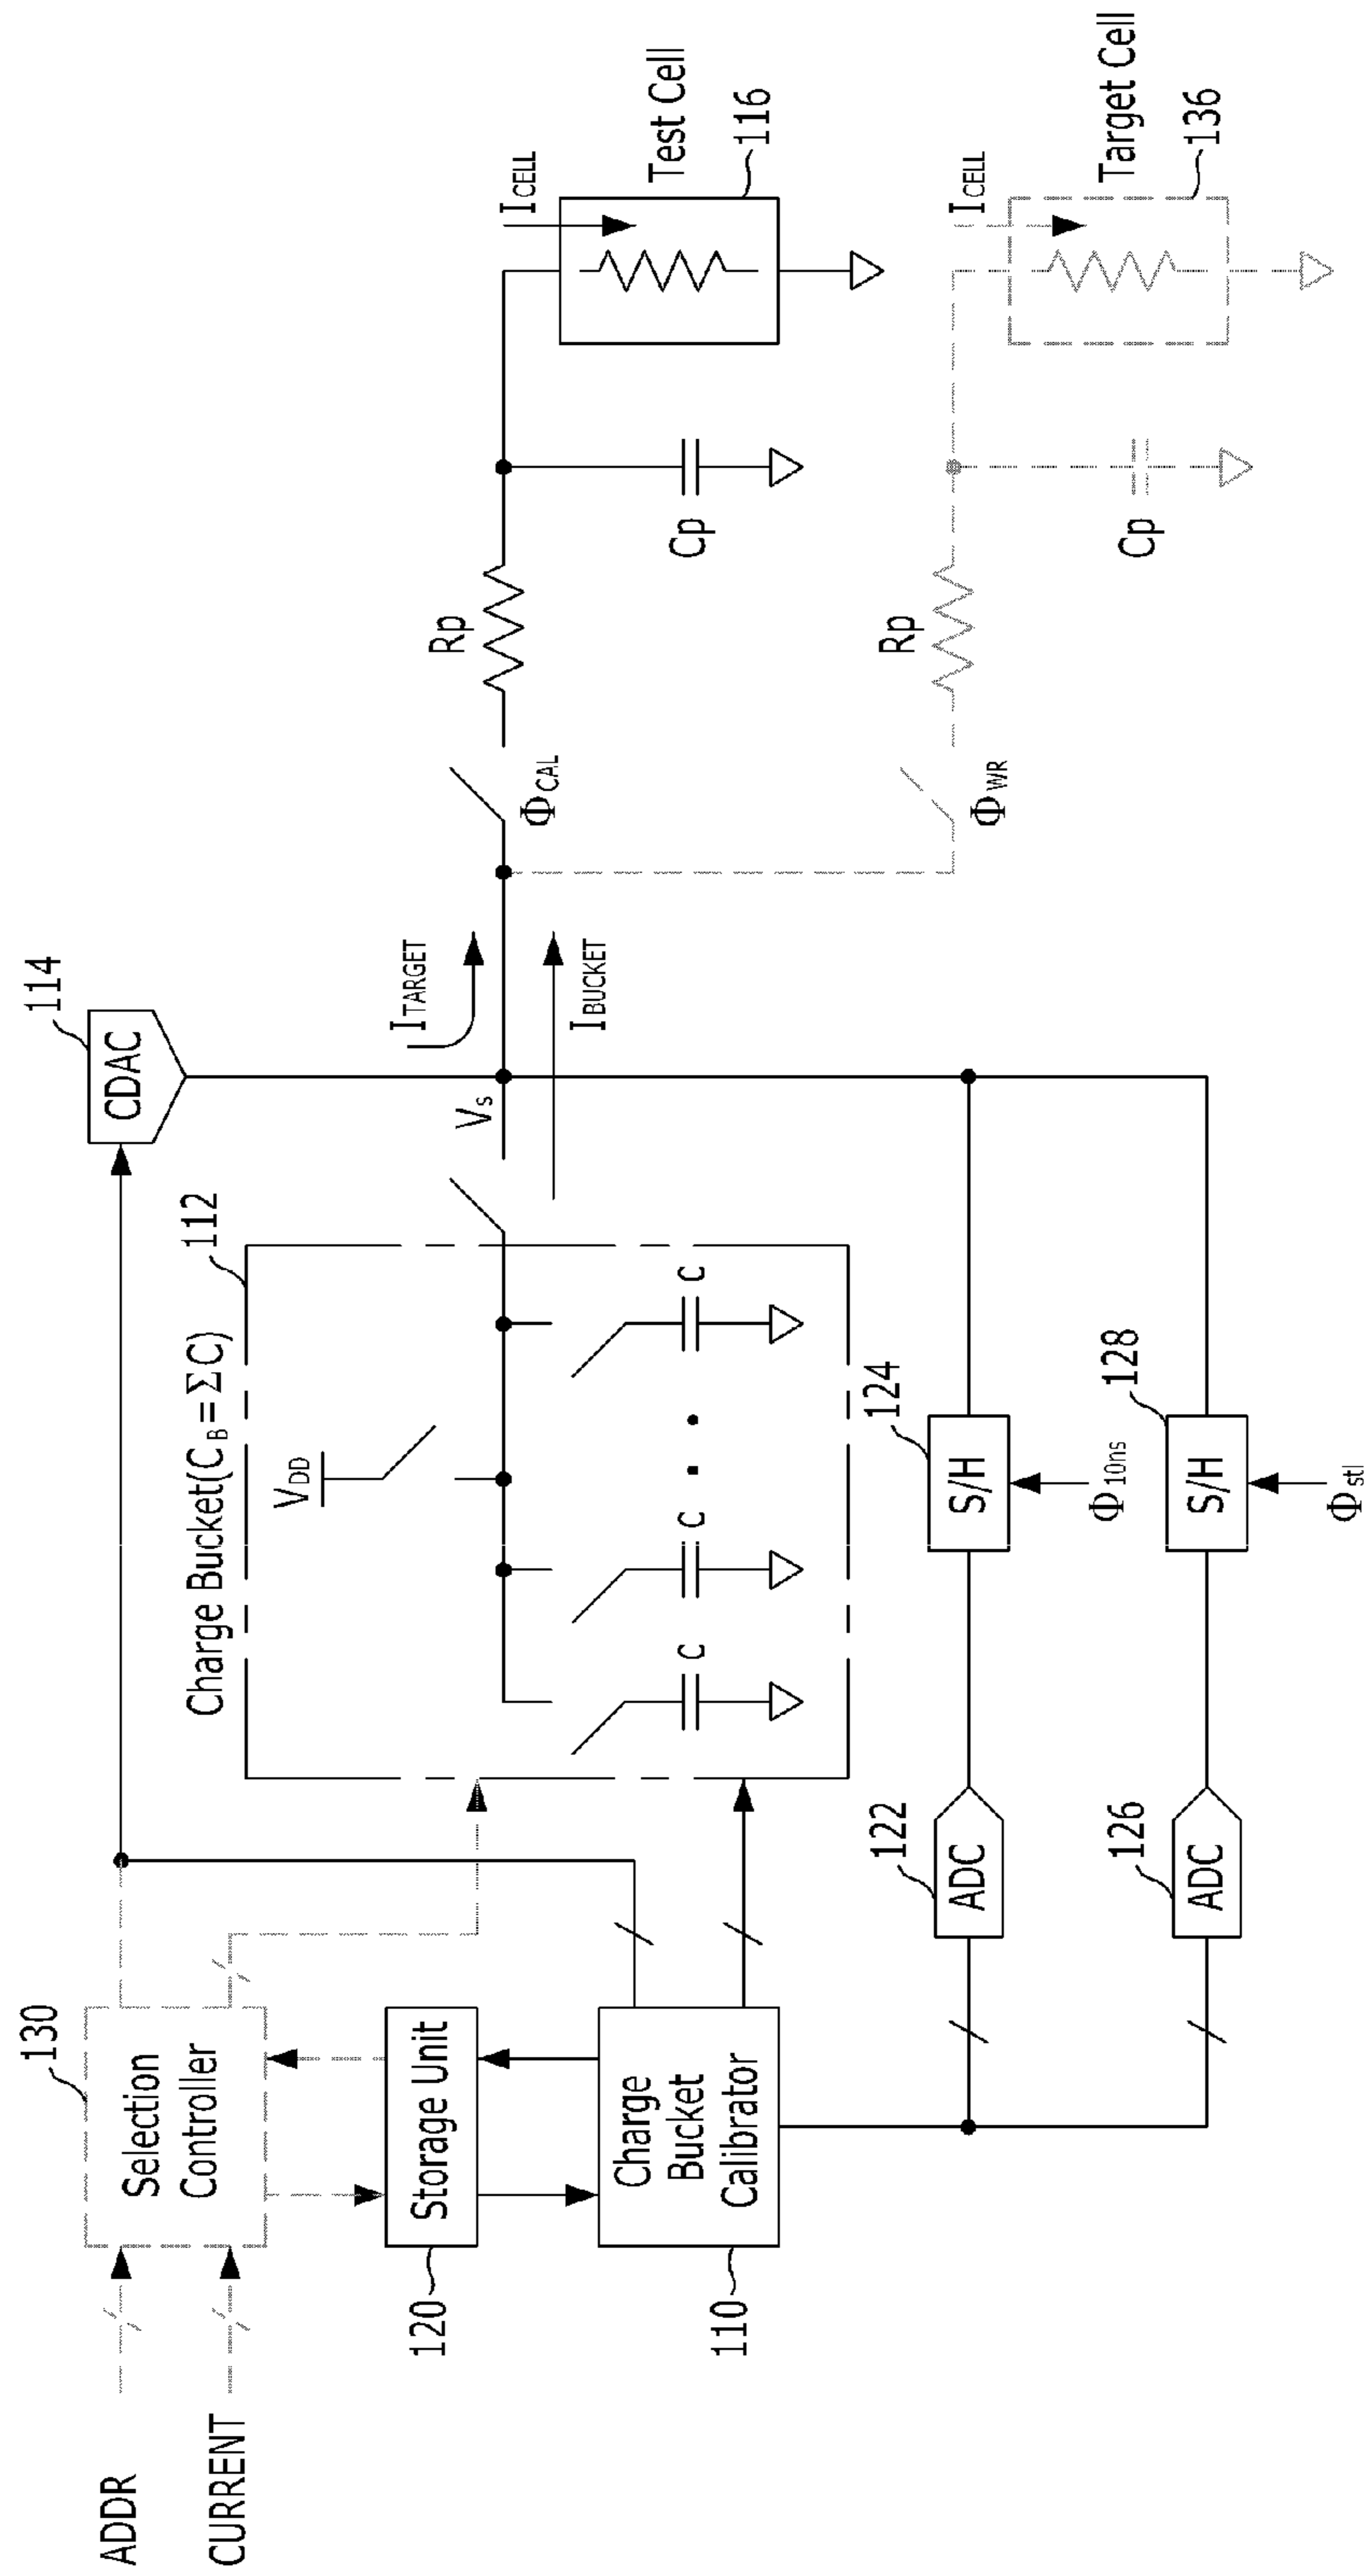 114
CDAC
130
Selection
Controller
ADDR
CURRENT
Charge Bucket(C_B = Σ C)
112
V_DD
C
C
C
V_s
I_TARGET
I_BUCKET
Φ_CAL
Rp
Cp
I_CELL
Test Cell
116
Storage Unit
120
Charge
Bucket
Calibrator
110
122
ADC
124
S/H
Φ_10ns
126
ADC
128
S/H
Φ_stl
Φ_WR
Rp
Cp
I_CELL
Target Cell
136